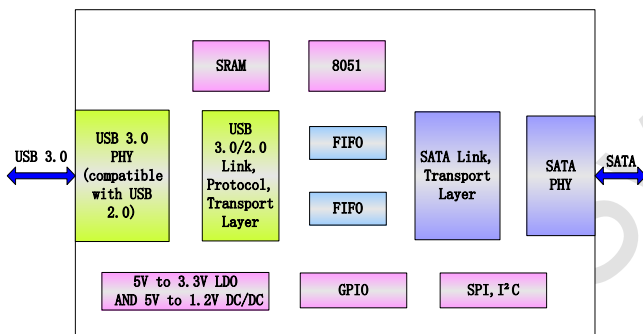 SRAM
8051
USB 3.0
USB 3.0
PHY
(compatible
with USB
2.0)
USB
3.0/2.0
Link,
Protocol,
Transport
Layer
FIFO
FIFO
SATA Link,
Transport
Layer
SATA
PHY
SATA
5V to 3.3V LDO
AND 5V to 1.2V DC/DC
GPIO
SPI, I²C